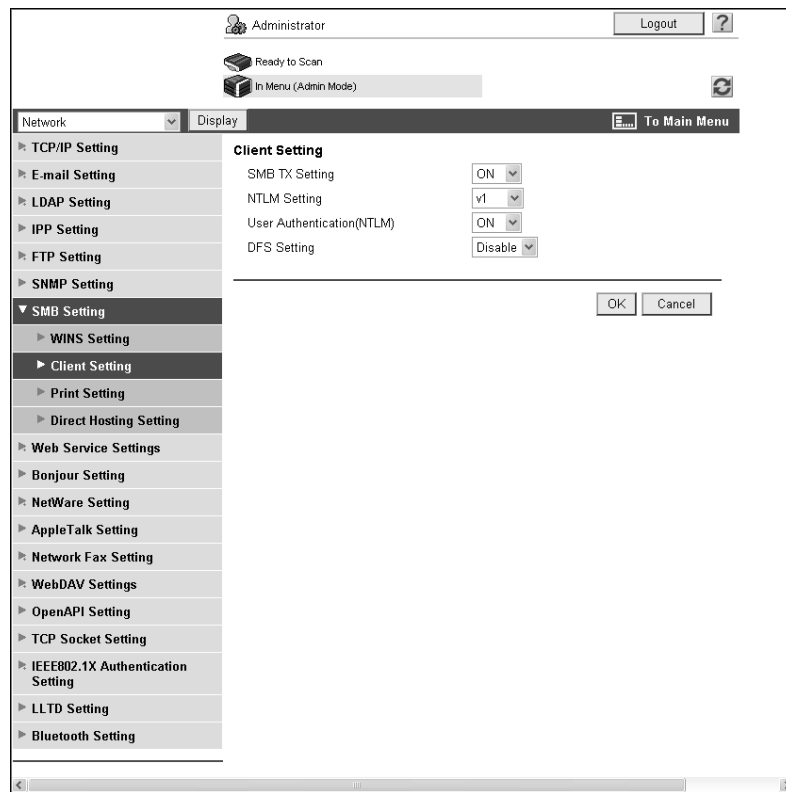 Administrator
Logout
?
Ready to Scan
In Menu (Admin Mode)
Network
Display
To Main Menu
TCP/IP Setting
E-mail Setting
LDAP Setting
IPP Setting
FTP Setting
SNMP Setting
SMB Setting
WINS Setting
Client Setting
Print Setting
Direct Hosting Setting
Web Service Settings
Bonjour Setting
NetWare Setting
AppleTalk Setting
Network Fax Setting
WebDAV Settings
OpenAPI Setting
TCP Socket Setting
IEEE802.1X Authentication
Setting
LLTD Setting
Bluetooth Setting
Client Setting
SMB TX Setting ON
NTLM Setting v1
User Authentication(NTLM) ON
DFS Setting Disable
OK Cancel